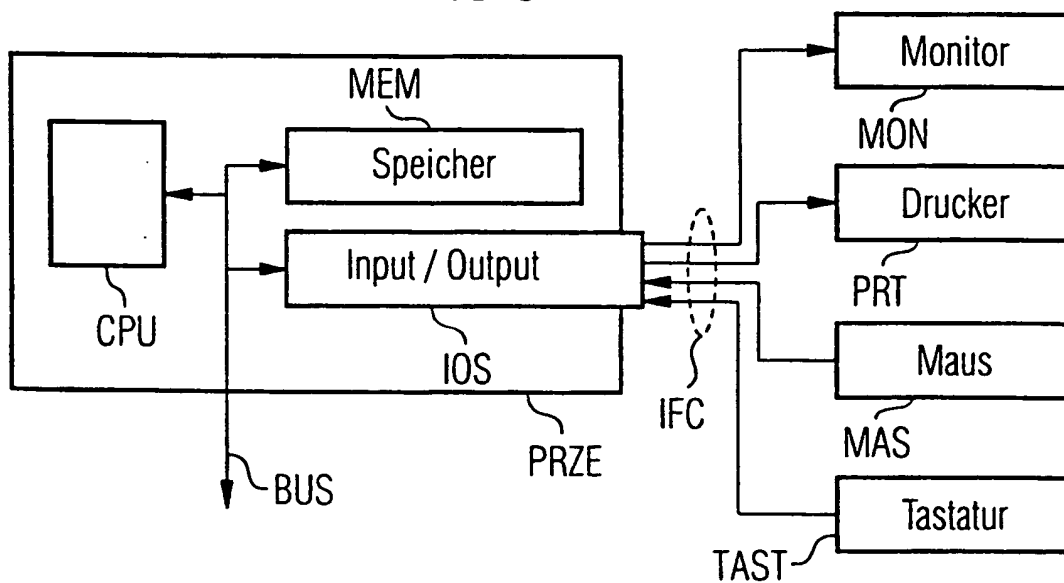 Monitor
MON
MEM
Speicher
Drucker
PRT
Input / Output
CPU
IOS
IFC
Maus
MAS
PRZE
BUS
Tastatur
TAST